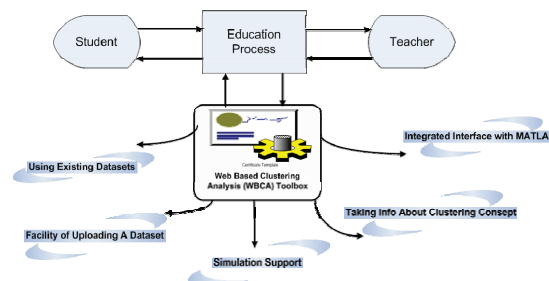 Student
Education
Process
Teacher
Certificate Template
Web Based Clustering
Analysis (WBCA) Toolbox
Integrated Interface with MATLA
Using Existing Datasets
Taking Info About Clustering Consept
Facility of Uploading A Dataset
Simulation Support